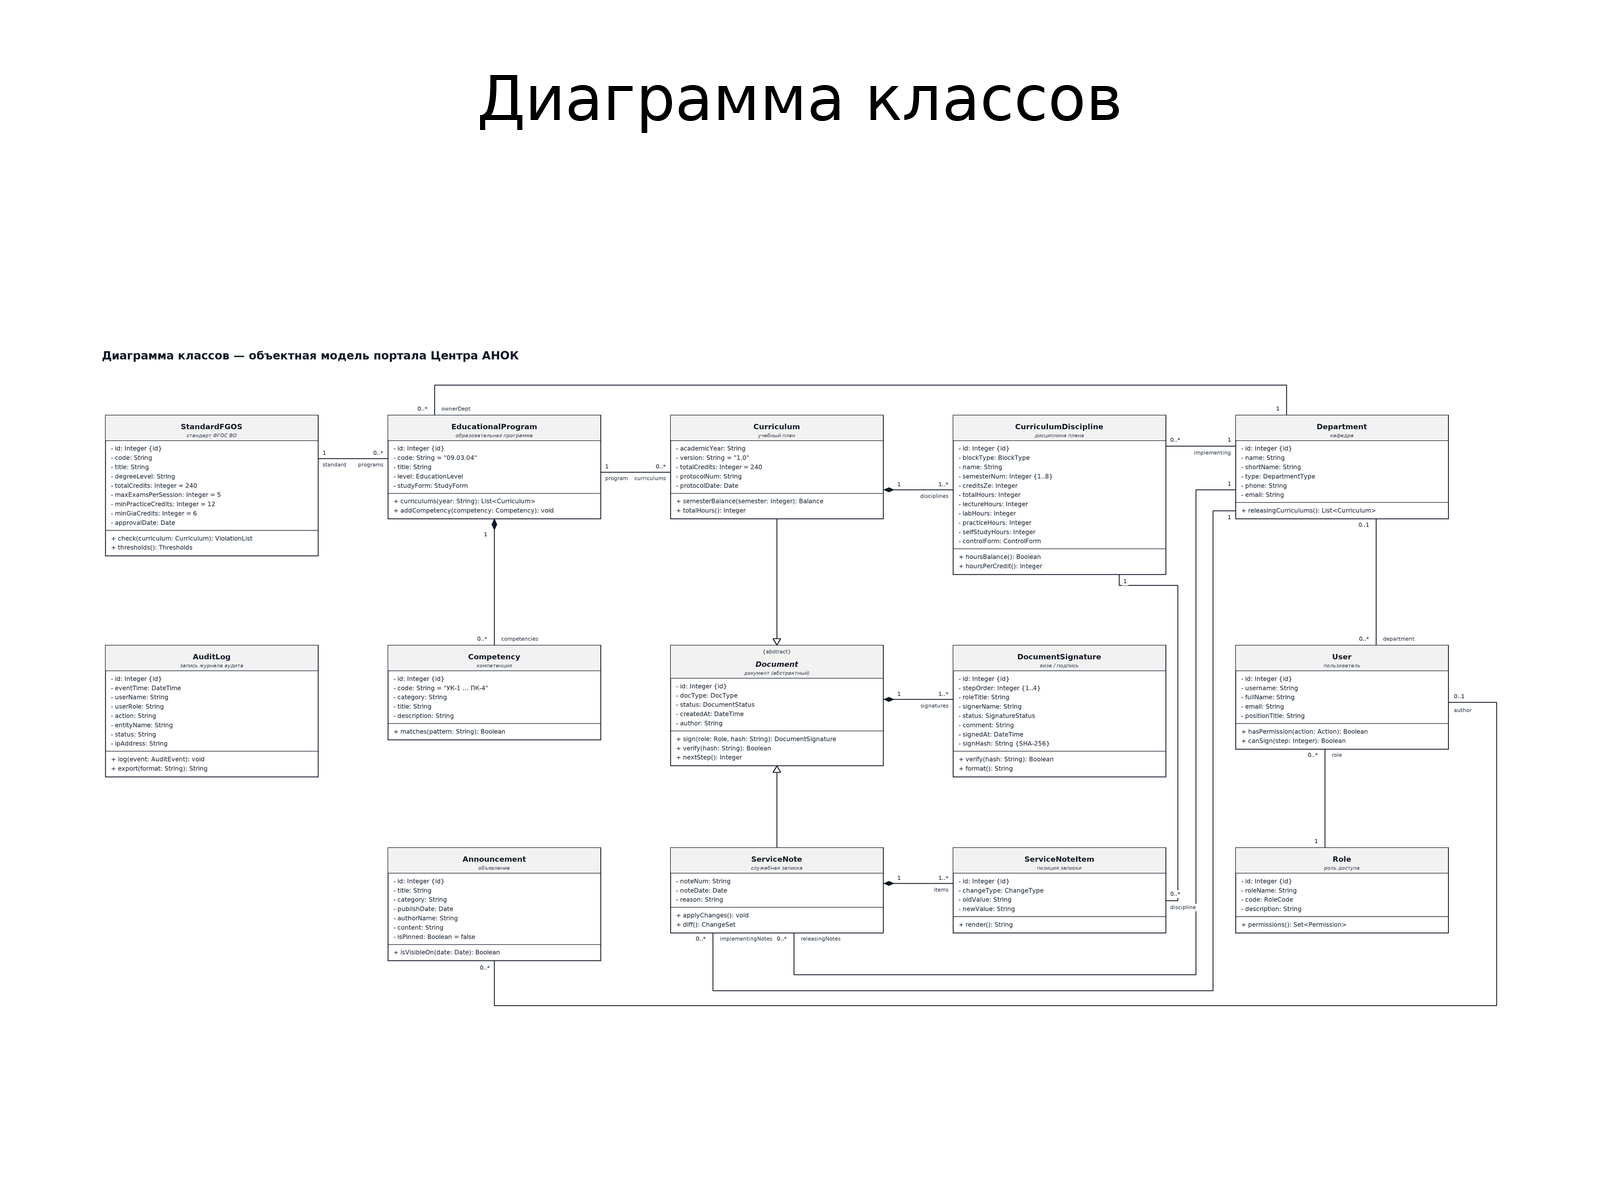 Диаграмма классов
Диаграмма классов — объектная модель портала Центра АНОК
0..* ownerDept
1
StandardFGOS
стандарт ФГОС ВО
- id: Integer {id}
- code: String
- title: String
- degreeLevel: String
- totalCredits: Integer = 240
- maxExamsPerSession: Integer = 5
- minPracticeCredits: Integer = 12
- minGiaCredits: Integer = 6
- approvalDate: Date
+ check(curriculum: Curriculum): ViolationList
+ thresholds(): Thresholds
1 0..*
standard programs
EducationalProgram
образовательная программа
- id: Integer {id}
- code: String = "09.03.04"
- title: String
- level: EducationLevel
- studyForm: StudyForm
+ curriculums(year: String): List<Curriculum>
+ addCompetency(competency: Competency): void
1 0..*
program curriculums
1
Curriculum
учебный план
- academicYear: String
- version: String = "1.0"
- totalCredits: Integer = 240
- protocolNum: String
- protocolDate: Date
+ semesterBalance(semester: Integer): Balance
+ totalHours(): Integer
1 1..*
disciplines
CurriculumDiscipline
дисциплина плана
- id: Integer {id}
- blockType: BlockType
- name: String
- semesterNum: Integer {1..8}
- creditsZe: Integer
- totalHours: Integer
- lectureHours: Integer
- labHours: Integer
- practiceHours: Integer
- selfStudyHours: Integer
- controlForm: ControlForm
+ hoursBalance(): Boolean
+ hoursPerCredit(): Integer
1
0..* 1
implementing
1
1
Department
кафедра
- id: Integer {id}
- name: String
- shortName: String
- type: DepartmentType
- phone: String
- email: String
+ releasingCurriculums(): List<Curriculum>
0..1
0..* competencies
0..* department
AuditLog
запись журнала аудита
- id: Integer {id}
- eventTime: DateTime
- userName: String
- userRole: String
- action: String
- entityName: String
- status: String
- ipAddress: String
+ log(event: AuditEvent): void
+ export(format: String): String
Competency
компетенция
- id: Integer {id}
- code: String = "УК-1 ... ПК-4"
- category: String
- title: String
- description: String
+ matches(pattern: String): Boolean
{abstract}
Document
документ (абстрактный)
- id: Integer {id}
- docType: DocType
- status: DocumentStatus
- createdAt: DateTime
- author: String
+ sign(role: Role, hash: String): DocumentSignature
+ verify(hash: String): Boolean
+ nextStep(): Integer
1 1..*
signatures
DocumentSignature
виза / подпись
- id: Integer {id}
- stepOrder: Integer {1..4}
- roleTitle: String
- signerName: String
- status: SignatureStatus
- comment: String
- signedAt: DateTime
- signHash: String {SHA-256}
+ verify(hash: String): Boolean
+ format(): String
User
пользователь
- id: Integer {id}
- username: String
- fullName: String
- email: String
- positionTitle: String
+ hasPermission(action: Action): Boolean
+ canSign(step: Integer): Boolean
0..1
author
0..* role
1
Announcement
объявление
- id: Integer {id}
- title: String
- category: String
- publishDate: Date
- authorName: String
- content: String
- isPinned: Boolean = false
+ isVisibleOn(date: Date): Boolean
0..*
ServiceNote
служебная записка
- noteNum: String
- noteDate: Date
- reason: String
+ applyChanges(): void
+ diff(): ChangeSet
0..* implementingNotes 0..* releasingNotes
1 1..*
items
ServiceNoteItem
позиция записки
- id: Integer {id}
- changeType: ChangeType
- oldValue: String
- newValue: String
+ render(): String
0..*
discipline
Role
роль доступа
- id: Integer {id}
- roleName: String
- code: RoleCode
- description: String
+ permissions(): Set<Permission>